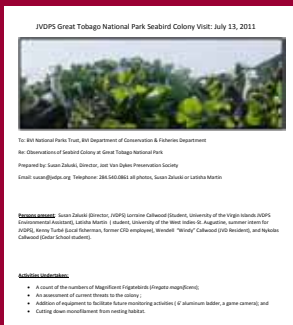 JVDPS Great Tobago National Park Seabird Colony Visit: July 13, 2011
To: BVI National Parks Trust, BVI Department of Conservation & Fisheries Department
Re: Observations of Seabird Colony at Great Tobago National Park
Prepared by: Susan Zaluski, Director, Jost Van Dykes Preservation Society
Email: susan@jvdps.org Telephone: 284.540.0861 all photos, Susan Zaluski or Latisha Martin
Persons present: Susan Zaluski (Director, JVDPS) Lorraine Callwood (Student, University of the Virgin Islands JVDPS
Environmental Assistant), Latisha Martin ( student, University of the West Indies-St. Augustine, summer intern for
JVDPS), Kenny Turbé (Local fisherman, former CFD employee), Wendell "Windy" Callwood (JVD Resident), and Nykolas
Callwood (Cedar School student).
Activities Undertaken:
• A count of the numbers of Magnificent Frigatebirds (Fregata magnificens);
• An assessment of current threats to the colony ;
• Addition of equipment to facilitate future monitoring activities ( 6' aluminum ladder, a game camera); and
• Cutting down monofilament from nesting habitat.